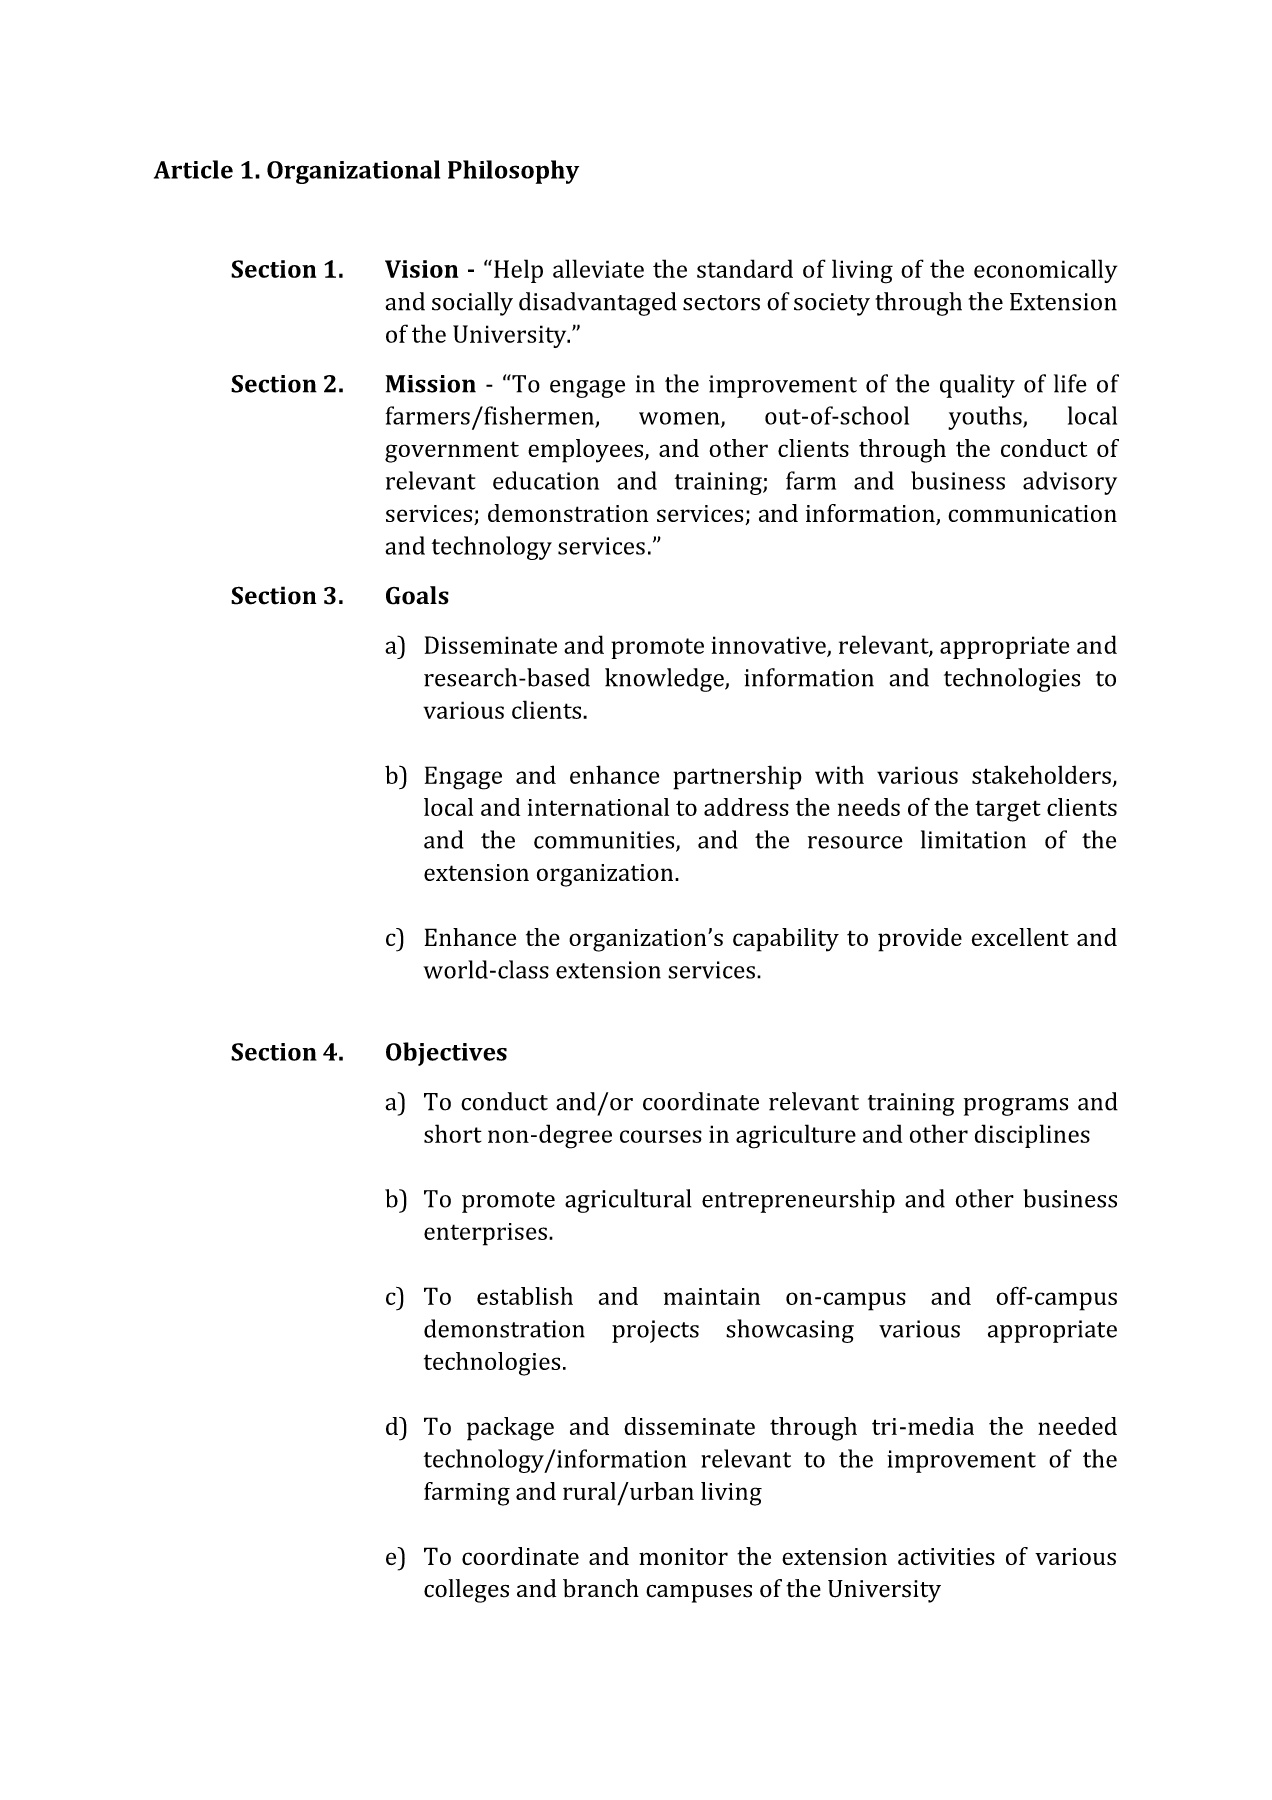 Article 1. Organizational Philosophy
Section 1. Vision - “Help alleviate the standard of living of the economically
and socially disadvantaged sectors of society through the Extension
of the University.”
Section 2. Mission - “To engage in the improvement of the quality of life of
farmers/fishermen, women, out-of-school youths, local
government employees, and other clients through the conduct of
relevant education and training; farm and business advisory
services; demonstration services; and information, communication
and technology services.”
Section 3. Goals
a) Disseminate and promote innovative, relevant, appropriate and
research-based knowledge, information and technologies to
various clients.
b) Engage and enhance partnership with various stakeholders,
local and international to address the needs of the target clients
and the communities, and the resource limitation of the
extension organization.
c) Enhance the organization’s capability to provide excellent and
world-class extension services.
Section 4. Objectives
a) To conduct and/or coordinate relevant training programs and
short non-degree courses in agriculture and other disciplines
b) To promote agricultural entrepreneurship and other business
enterprises.
c) To establish and maintain on-campus and off-campus
demonstration projects showcasing various appropriate
technologies.
d) To package and disseminate through tri-media the needed
technology/information relevant to the improvement of the
farming and rural/urban living
e) To coordinate and monitor the extension activities of various
colleges and branch campuses of the University